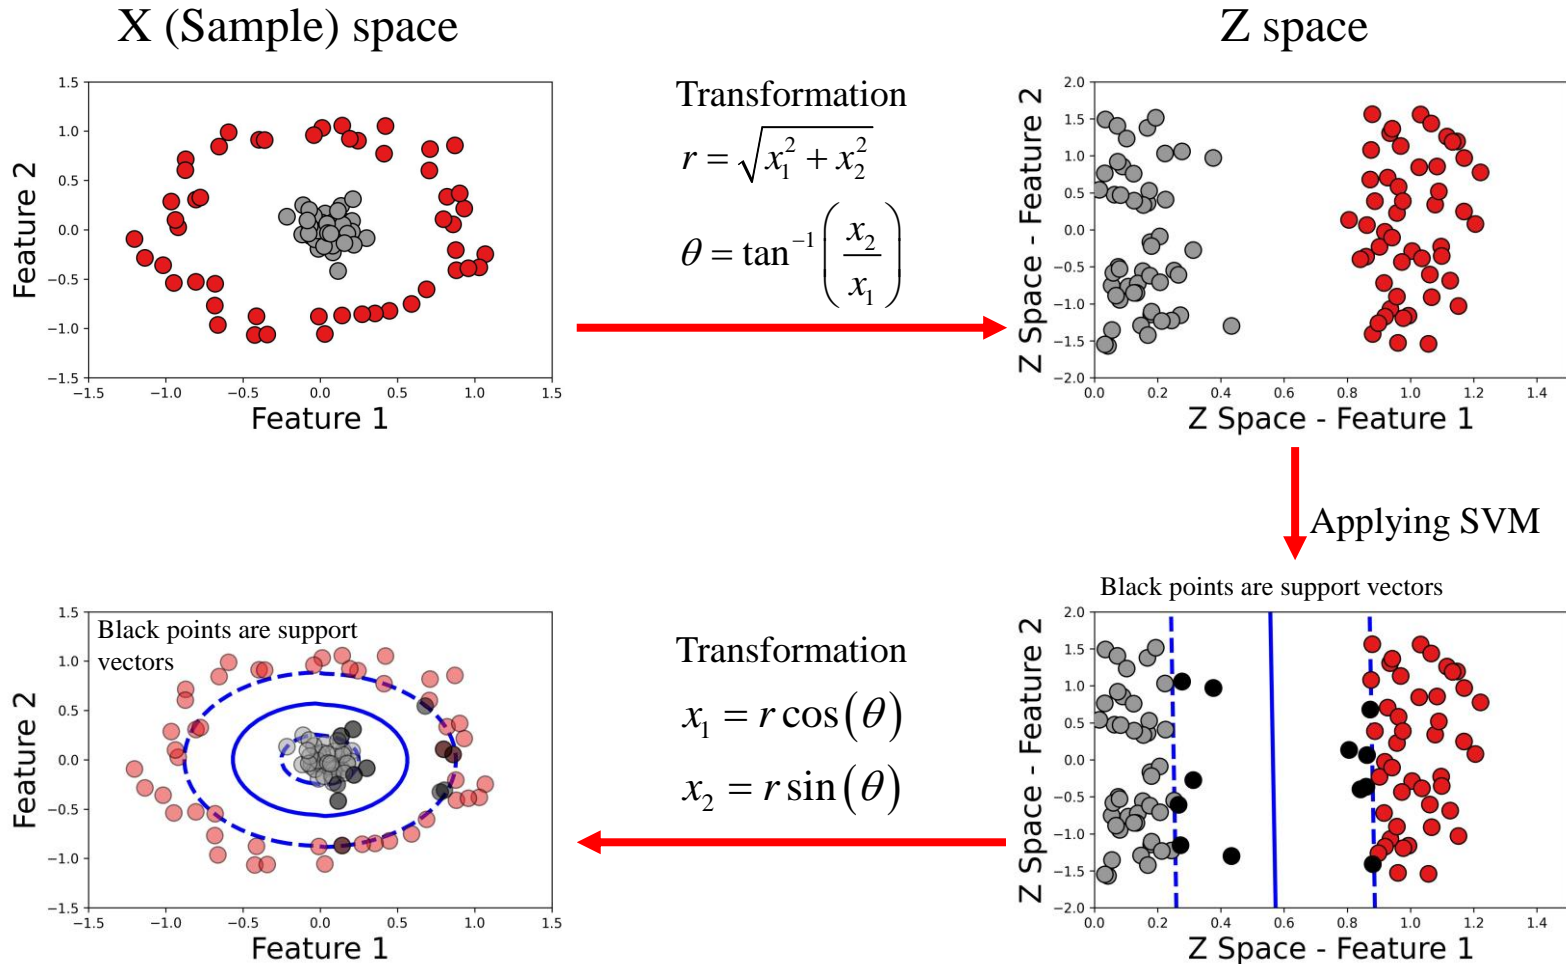 X (Sample) space
Z space
1.5
1.0
0.5
0.0
−0.5
−1.0
−1.5
Feature 2
−1.5 −1.0 −0.5 0.0 0.5 1.0 1.5
Feature 1
Transformation
r = √(x₁² + x₂²)
θ = tan⁻¹(x₂/x₁)
2.0
1.5
1.0
0.5
0.0
−0.5
−1.0
−1.5
−2.0
Z Space - Feature 2
0.0 0.2 0.4 0.6 0.8 1.0 1.2 1.4
Z Space - Feature 1
Applying SVM
Black points are support vectors
2.0
1.5
1.0
0.5
0.0
−0.5
−1.0
−1.5
−2.0
Z Space - Feature 2
0.0 0.2 0.4 0.6 0.8 1.0 1.2 1.4
Z Space - Feature 1
Transformation
x₁ = r cos(θ)
x₂ = r sin(θ)
Black points are support
vectors
1.5
1.0
0.5
0.0
−0.5
−1.0
−1.5
Feature 2
−1.5 −1.0 −0.5 0.0 0.5 1.0 1.5
Feature 1